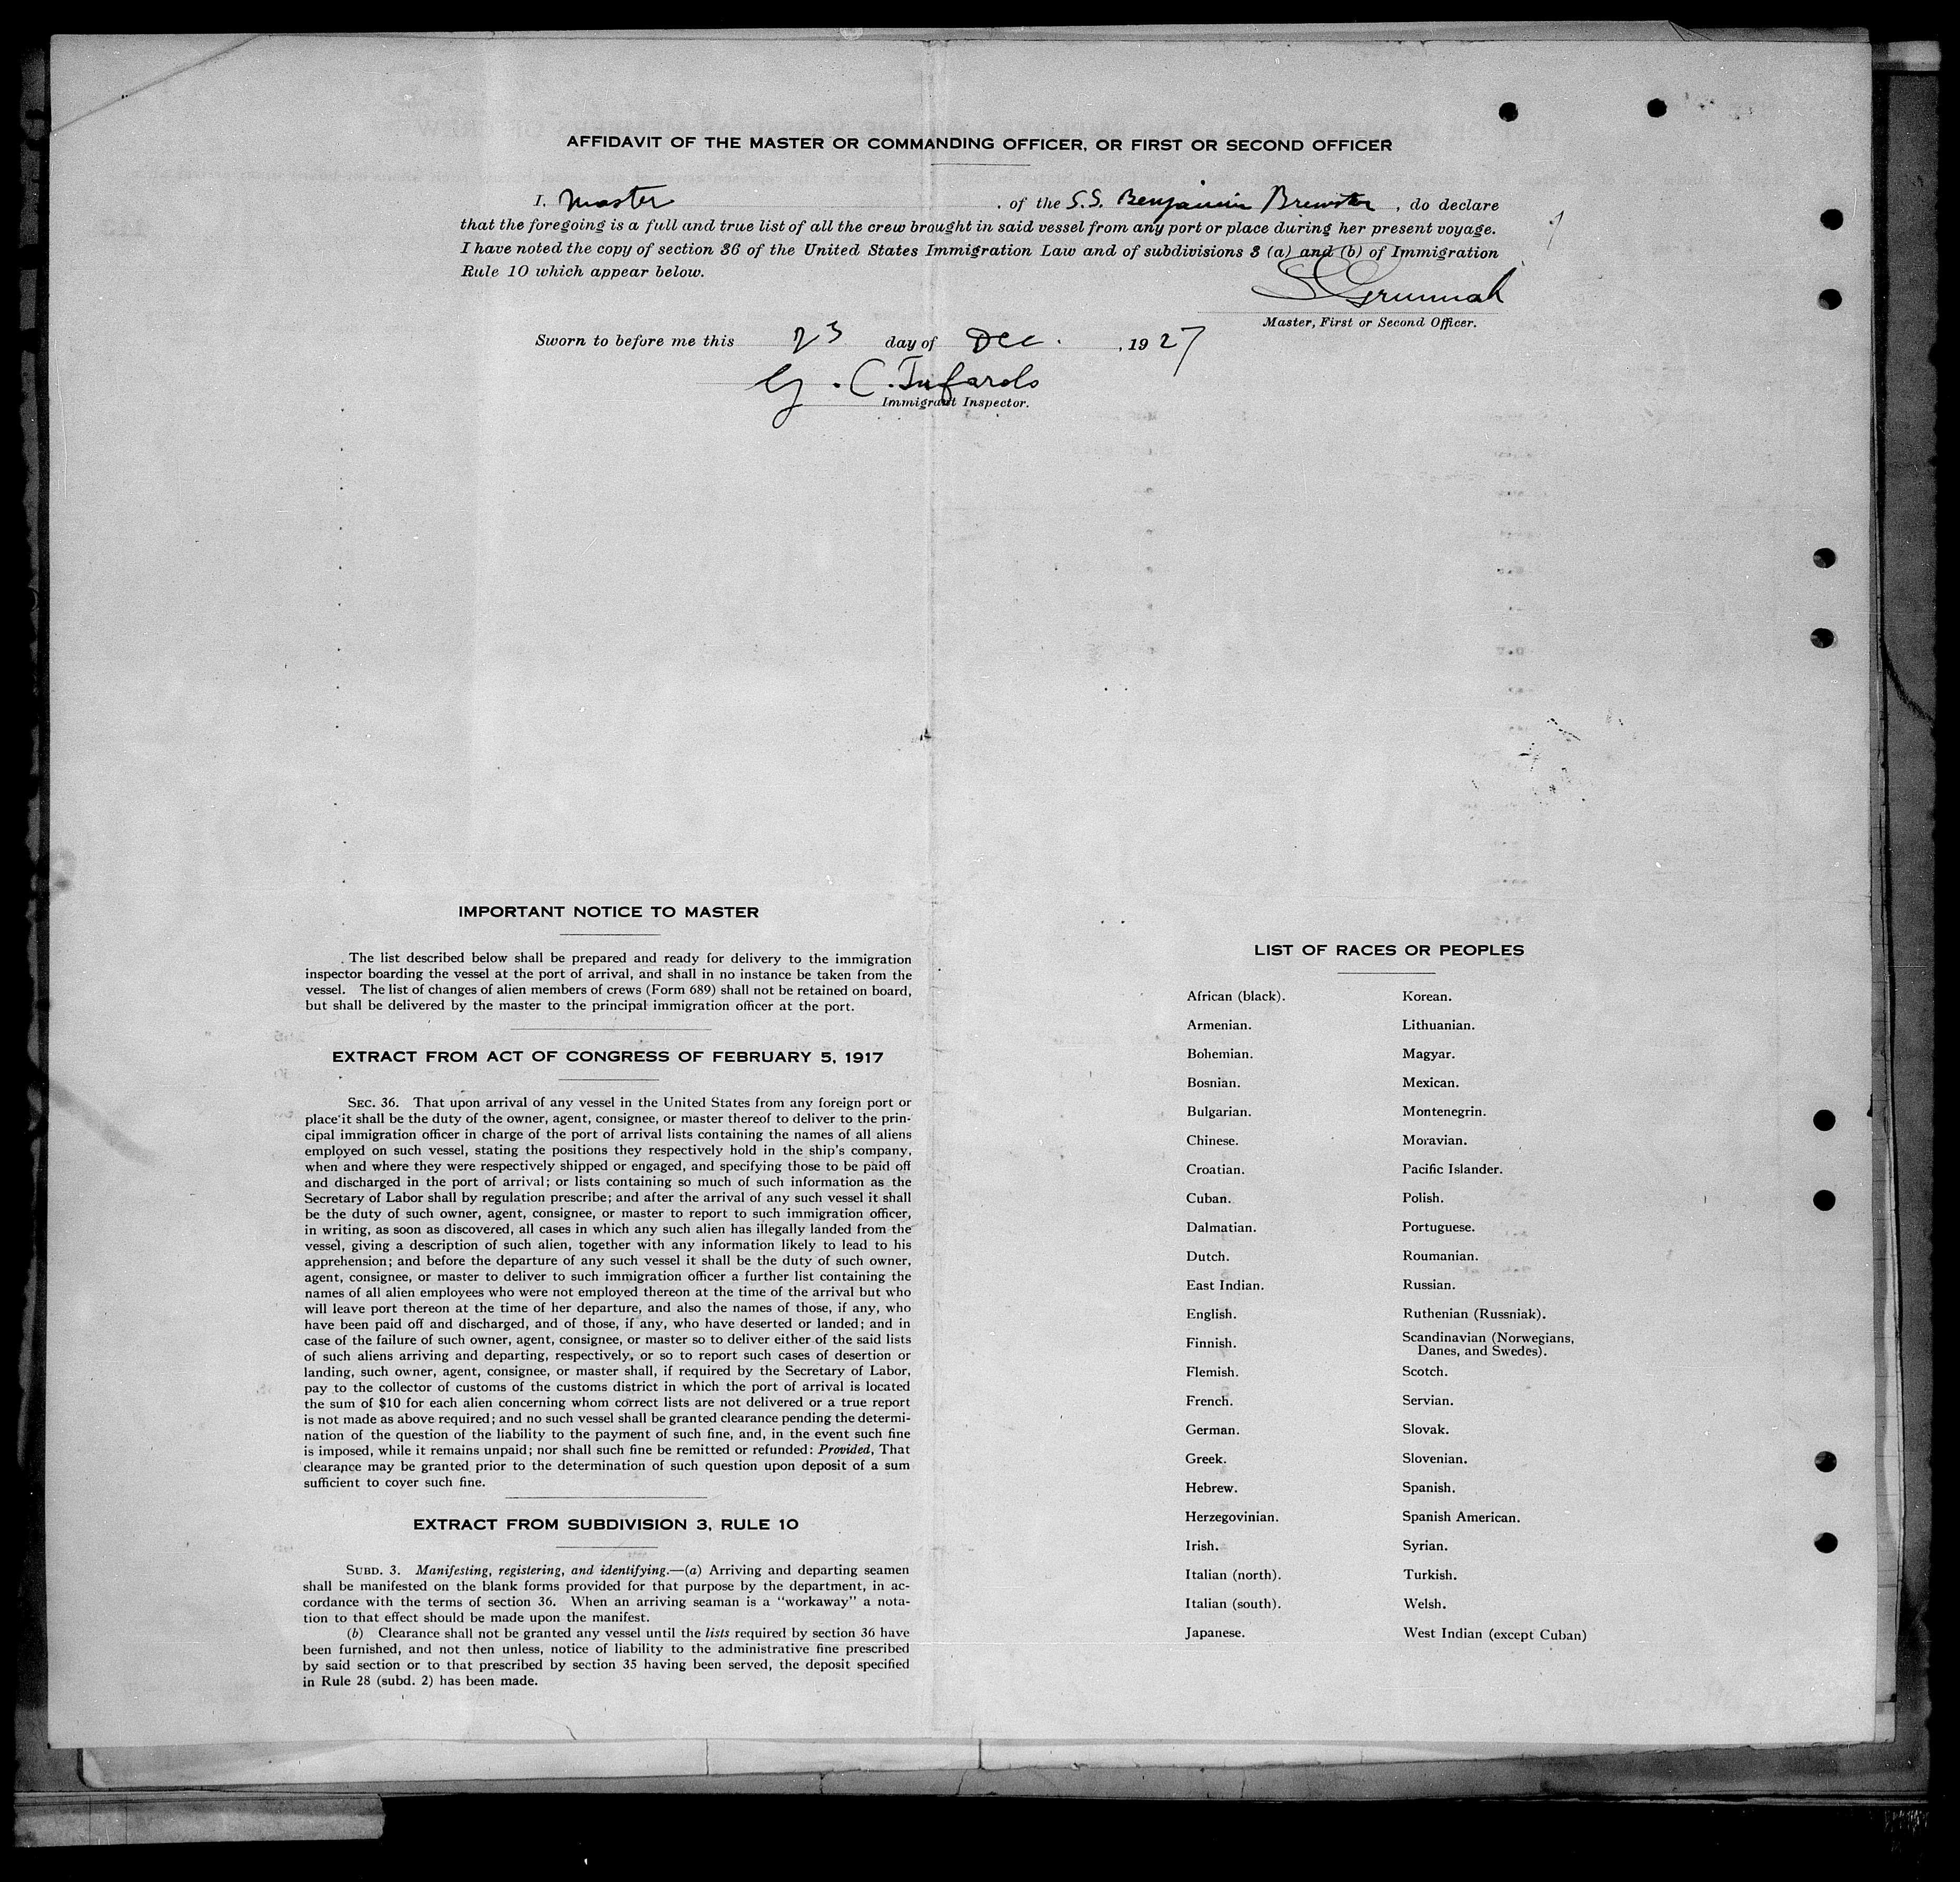 AFFIDAVIT OF THE MASTER OR COMMANDING OFFICER, OR FIRST OR SECOND OFFICER
I, Master, of the S.S. Benjamin Brewster, do declare
that the foregoing is a full and true list of all the crew brought in said vessel from any port or place during her present voyage.
I have noted the copy of section 36 of the United States Immigration Law and of subdivisions 3 (a) and (b) of Immigration
Rule 10 which appear below.
Master, First or Second Officer.
Sworn to before me this 23 day of Dec., 1927
Immigrant Inspector.
IMPORTANT NOTICE TO MASTER
The list described below shall be prepared and ready for delivery to the immigration
inspector boarding the vessel at the port of arrival, and shall in no instance be taken from the
vessel. The list of changes of alien members of crews (Form 689) shall not be retained on board,
but shall be delivered by the master to the principal immigration officer at the port.
EXTRACT FROM ACT OF CONGRESS OF FEBRUARY 5, 1917
SEC. 36. That upon arrival of any vessel in the United States from any foreign port or
place it shall be the duty of the owner, agent, consignee, or master thereof to deliver to the prin-
cipal immigration officer in charge of the port of arrival lists containing the names of all aliens
employed on such vessel, stating the positions they respectively hold in the ship's company,
when and where they were respectively shipped or engaged, and specifying those to be paid off
and discharged in the port of arrival; or lists containing so much of such information as the
Secretary of Labor shall by regulation prescribe; and after the arrival of any such vessel it shall
be the duty of such owner, agent, consignee, or master to report to such immigration officer,
in writing, as soon as discovered, all cases in which any such alien has illegally landed from the
vessel, giving a description of such alien, together with any information likely to lead to his
apprehension; and before the departure of any such vessel it shall be the duty of such owner,
agent, consignee, or master to deliver to such immigration officer a further list containing the
names of all alien employees who were not employed thereon at the time of the arrival but who
will leave port thereon at the time of her departure, and also the names of those, if any, who
have been paid off and discharged, and of those, if any, who have deserted or landed; and in
case of the failure of such owner, agent, consignee, or master so to deliver either of the said lists
of such aliens arriving and departing, respectively, or so to report such cases of desertion or
landing, such owner, agent, consignee, or master shall, if required by the Secretary of Labor,
pay to the collector of customs of the customs district in which the port of arrival is located
the sum of $10 for each alien concerning whom correct lists are not delivered or a true report
is not made as above required; and no such vessel shall be granted clearance pending the determi-
nation of the question of the liability to the payment of such fine, and, in the event such fine
is imposed, while it remains unpaid; nor shall such fine be remitted or refunded: Provided, That
clearance may be granted prior to the determination of such question upon deposit of a sum
sufficient to cover such fine.
EXTRACT FROM SUBDIVISION 3, RULE 10
SUBD. 3. Manifesting, registering, and identifying.—(a) Arriving and departing seamen
shall be manifested on the blank forms provided for that purpose by the department, in ac-
cordance with the terms of section 36. When an arriving seaman is a "workaway" a nota-
tion to that effect should be made upon the manifest.
(b) Clearance shall not be granted any vessel until the lists required by section 36 have
been furnished, and not then unless, notice of liability to the administrative fine prescribed
by said section or to that prescribed by section 35 having been served, the deposit specified
in Rule 28 (subd. 2) has been made.
LIST OF RACES OR PEOPLES
African (black).
Armenian.
Bohemian.
Bosnian.
Bulgarian.
Chinese.
Croatian.
Cuban.
Dalmatian.
Dutch.
East Indian.
English.
Finnish.
Flemish.
French.
German.
Greek.
Hebrew.
Herzegovinian.
Irish.
Italian (north).
Italian (south).
Japanese.
Korean.
Lithuanian.
Magyar.
Mexican.
Montenegrin.
Moravian.
Pacific Islander.
Polish.
Portuguese.
Roumanian.
Russian.
Ruthenian (Russniak).
Scandinavian (Norwegians,
Danes, and Swedes).
Scotch.
Servian.
Slovak.
Slovenian.
Spanish.
Spanish American.
Syrian.
Turkish.
Welsh.
West Indian (except Cuban)